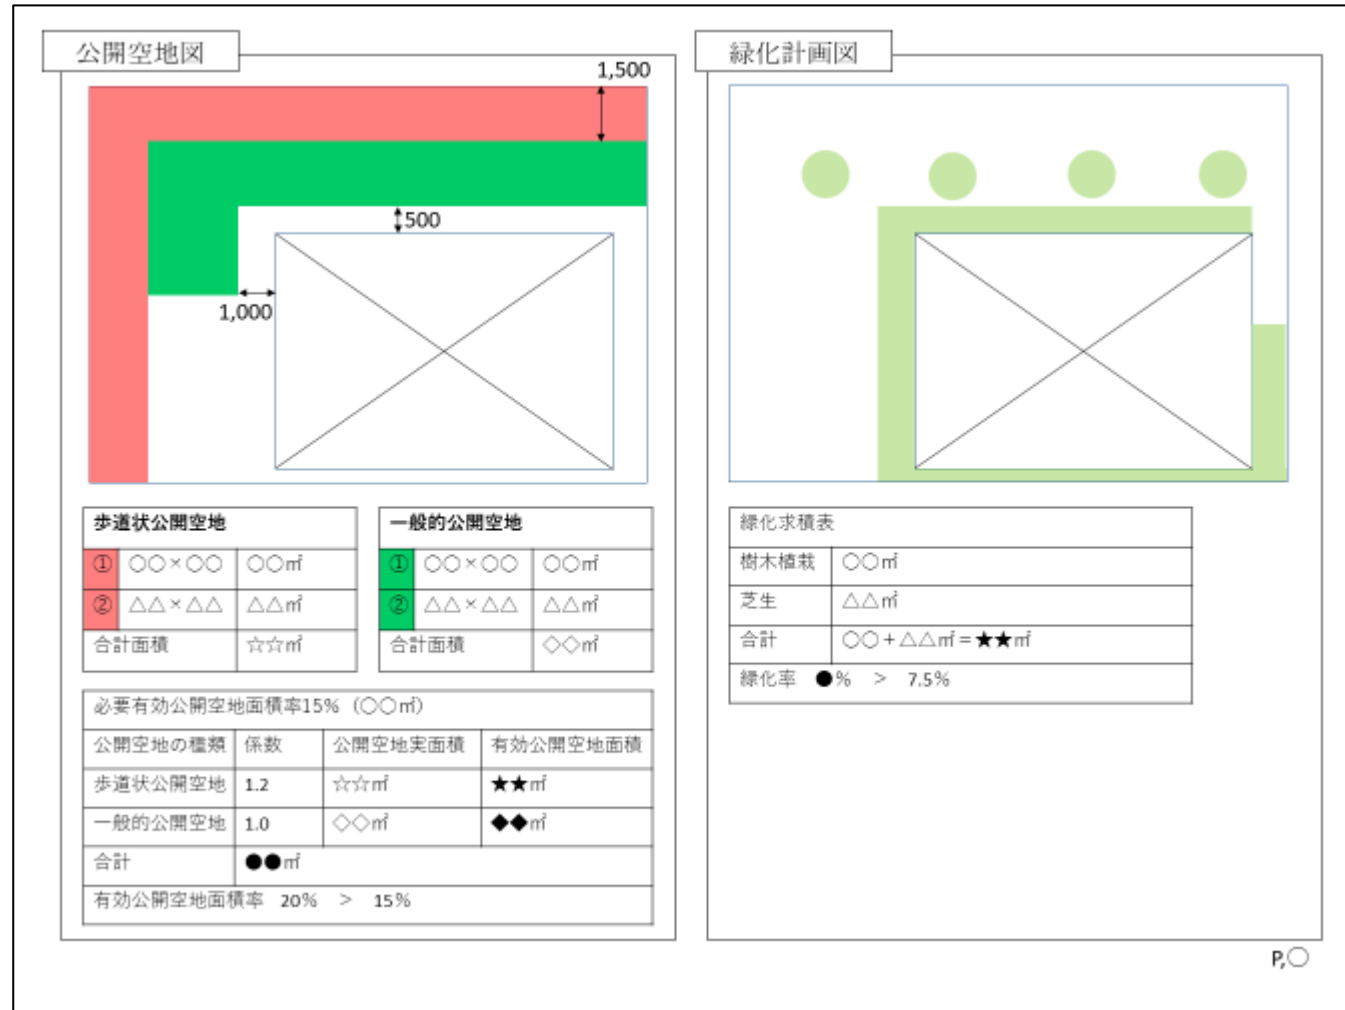 公開空地図
1,500
500
1,000
歩道状公開空地
① ○○×○○ ○○㎡
② △△×△△ △△㎡
合計面積 ☆☆㎡
一般的公開空地
① ○○×○○ ○○㎡
② △△×△△ △△㎡
合計面積 ◇◇㎡
必要有効公開空地面積率15%（○○㎡）
公開空地の種類 係数 公開空地実面積 有効公開空地面積
歩道状公開空地 1.2 ☆☆㎡ ★★㎡
一般的公開空地 1.0 ◇◇㎡ ◆◆㎡
合計 ●●㎡
有効公開空地面積率 20% ＞ 15%
緑化計画図
緑化求積表
樹木植栽 ○○㎡
芝生 △△㎡
合計 ○○+△△㎡=★★㎡
緑化率 ●% ＞ 7.5%
P,○